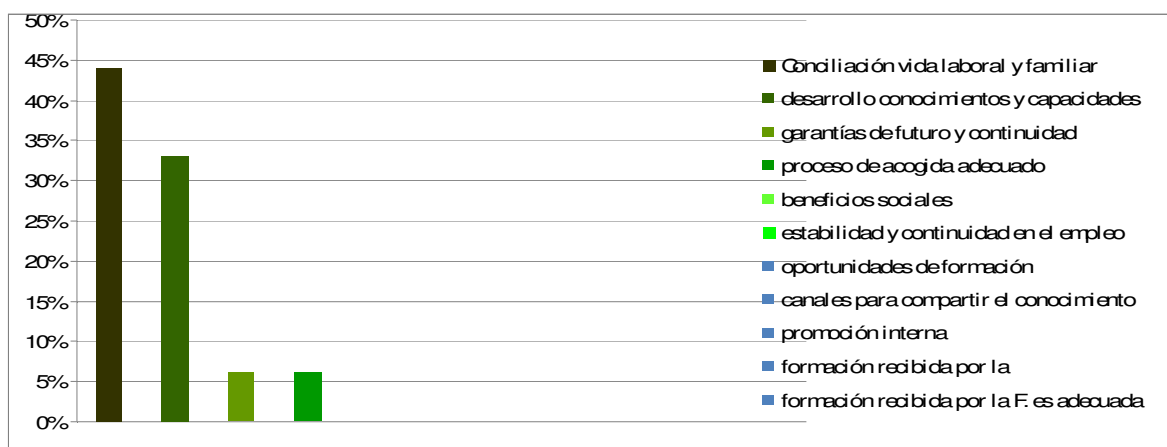 50%
45%
40%
35%
30%
25%
20%
15%
10%
5%
0%
Conciliación vida laboral y familiar
desarrollo conocimientos y capacidades
garantías de futuro y continuidad
proceso de acogida adecuado
beneficios sociales
estabilidad y continuidad en el empleo
oportunidades de formación
canales para compartir el conocimiento
promoción interna
formación recibida por la
formación recibida por la F. es adecuada